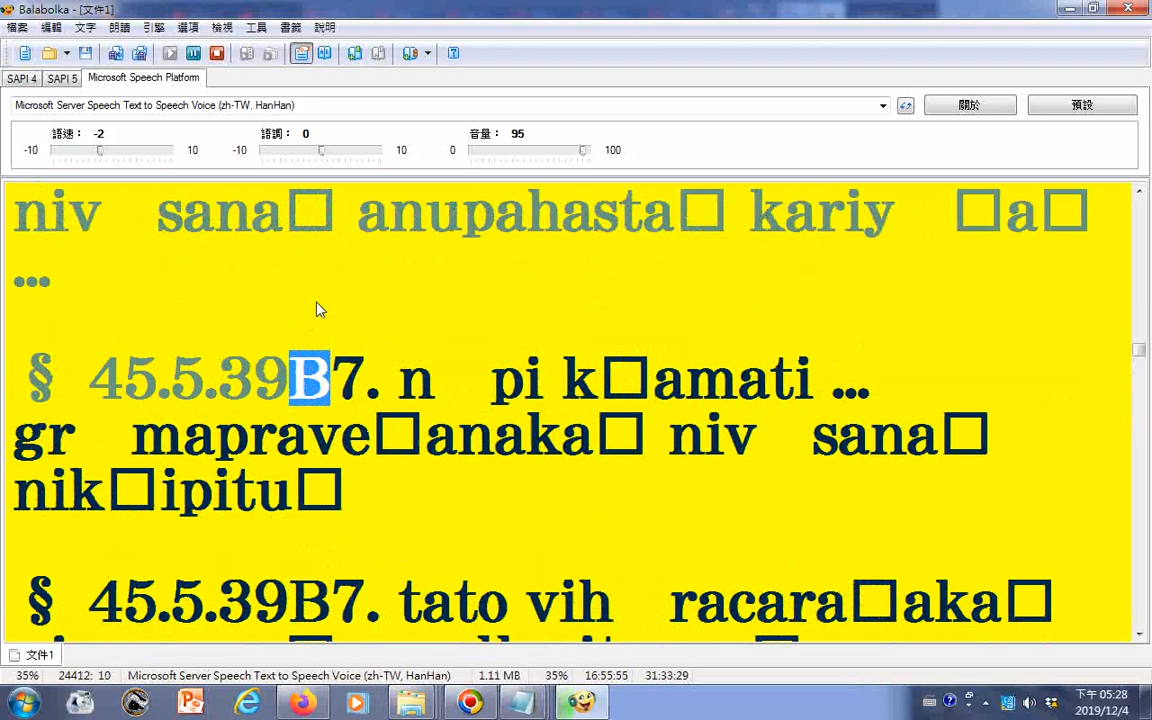 Balabolka - [文件1]
檔案 編輯 文字 朗讀 引擎 選項 檢視 工具 書籤 說明
SAPI 4 SAPI 5 Microsoft Speech Platform
Microsoft Server Speech Text to Speech Voice (zh-TW, HanHan) 關於 預設
語速： -2 語調： 0 音量： 95
-10 10 -10 10 0 100
niv sana□ anupahasta□ kariy □a□
...
§ 45.5.39B7. n pi k□amati ...
gr maprave□anaka□ niv sana□
nik□ipitu□
§ 45.5.39B7. tato vih racara□aka□
文件1
35% 24412: 10 Microsoft Server Speech Text to Speech Voice (zh-TW, HanHan) 1.11 MB 35% 16:55:55 31:33:29
下午 05:28
2019/12/4